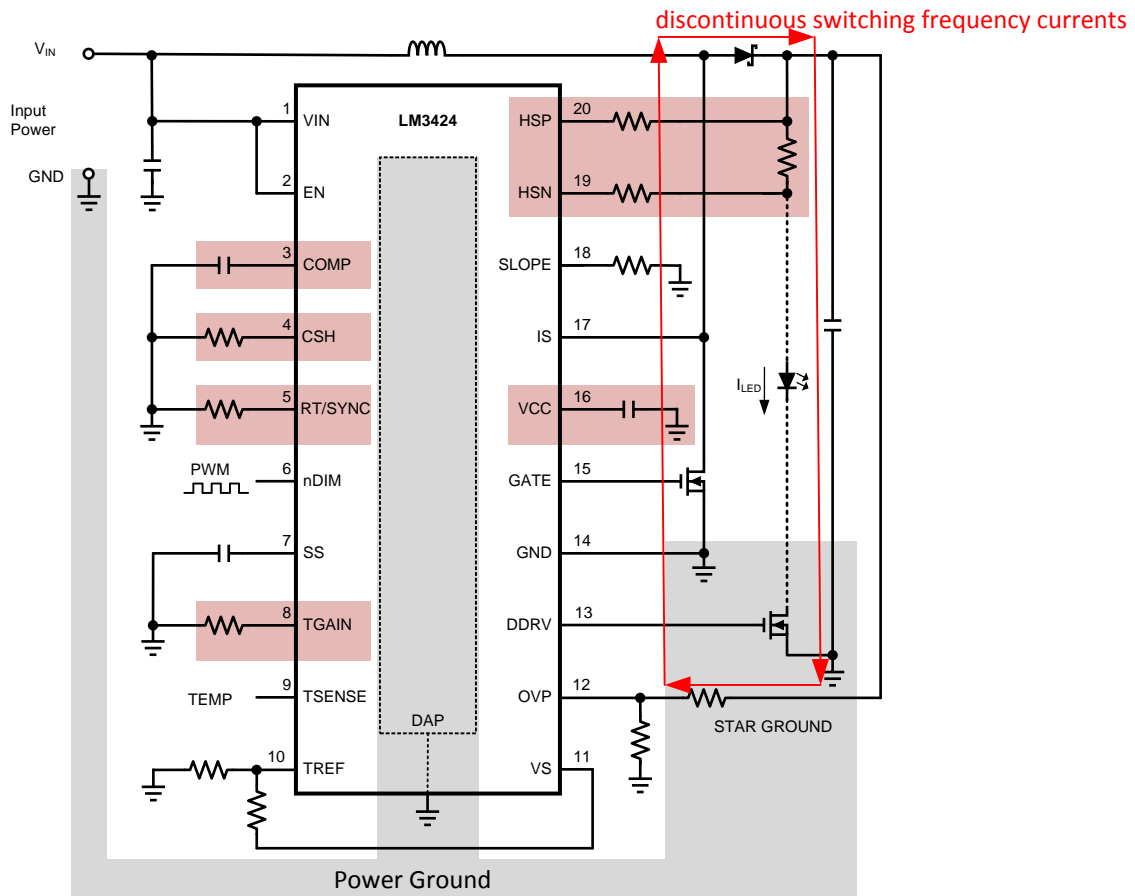 discontinuous switching frequency currents
VIN
Input
Power
GND
LM3424
1
VIN
2
EN
3
COMP
4
CSH
5
RT/SYNC
PWM
6
nDIM
7
SS
8
TGAIN
TEMP
9
TSENSE
10
TREF
DAP
20
HSP
19
HSN
18
SLOPE
17
IS
16
VCC
15
GATE
14
GND
13
DDRV
12
OVP
11
VS
ILED
STAR GROUND
Power Ground